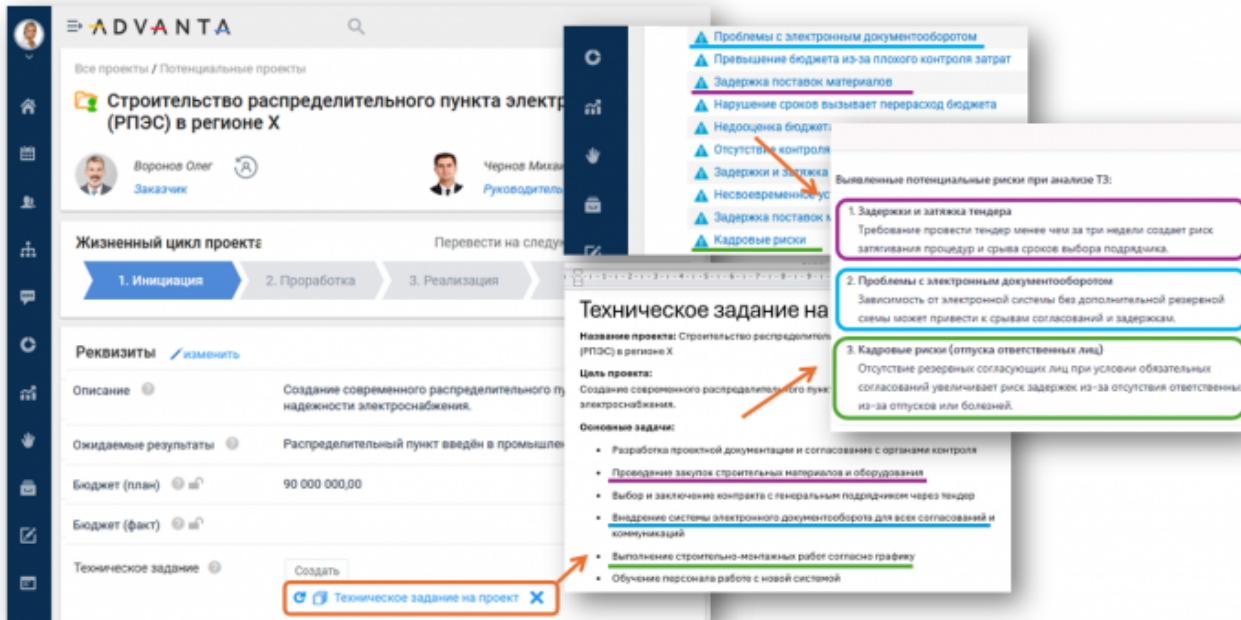 ADVANTA
Все проекты / Потенциальные проекты
Строительство распределительного пункта электр
(РПЭС) в регионе X
Воронов Олег
Заказчик
Чернов Миха
Руководитель
Жизненный цикл проекта
Перевести на следу
1. Инициация
2. Проработка
3. Реализация
Реквизиты
изменить
Описание
Создание современного распределительного пу
надежности электроснабжения.
Ожидаемые результаты
Распределительный пункт введён в промышлен
Бюджет (план)
90 000 000,00
Бюджет (факт)
Техническое задание
Создать
Техническое задание на проект
Проблемы с электронным документооборотом
Превышение бюджета из-за плохого контроля затрат
Задержка поставок материалов
Нарушение сроков вызывает перерасход бюджета
Недооценка бюджета
Отсутствие контроля
Задержки и затяжка
Несвоевременное ус
Задержка поставок м
Кадровые риски
Техническое задание на
Название проекта: Строительство распределител
(РПЭС) в регионе X
Цель проекта:
Создание современного распределительного пунк
электроснабжения.
Основные задачи:
• Разработка проектной документации и согласование с органами контроля
• Проведение закупок строительных материалов и оборудования
• Выбор и заключение контракта с генеральным подрядчиком через тендер
• Внедрение системы электронного документооборота для всех согласований и
коммуникаций
• Выполнение строительно-монтажных работ согласно графику
• Обучение персонала работе с новой системой
Выявленные потенциальные риски при анализе ТЗ:
1. Задержки и затяжка тендера
Требование провести тендер менее чем за три недели создает риск
затягивания процедур и срыва сроков выбора подрядчика.
2. Проблемы с электронным документооборотом
Зависимость от электронной системы без дополнительной резервной
схемы может привести к срывам согласований и задержкам.
3. Кадровые риски (отпуска ответственных лиц)
Отсутствие резервных согласующих лиц при условии обязательных
согласований увеличивает риск задержек из-за отсутствия ответственных
из-за отпусков или болезней.